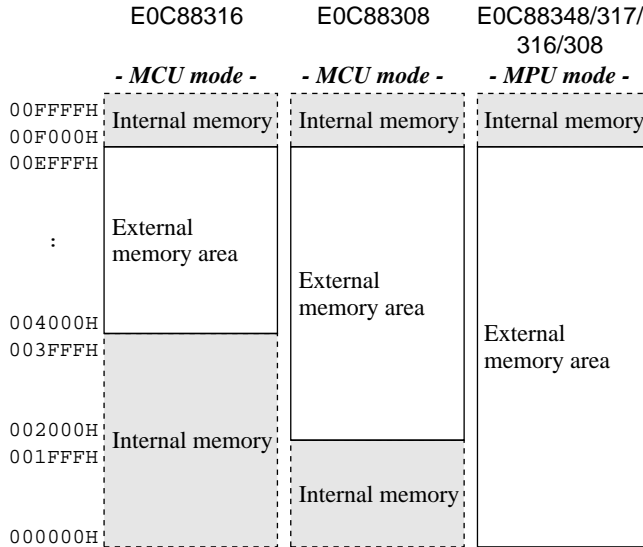 E0C88316
E0C88308
E0C88348/317/
316/308
- MCU mode -
- MCU mode -
- MPU mode -
00FFFFH
00F000H
00EFFFH
:
004000H
003FFFH
002000H
001FFFH
000000H
Internal memory
External
memory area
Internal memory
Internal memory
External
memory area
Internal memory
Internal memory
External
memory area